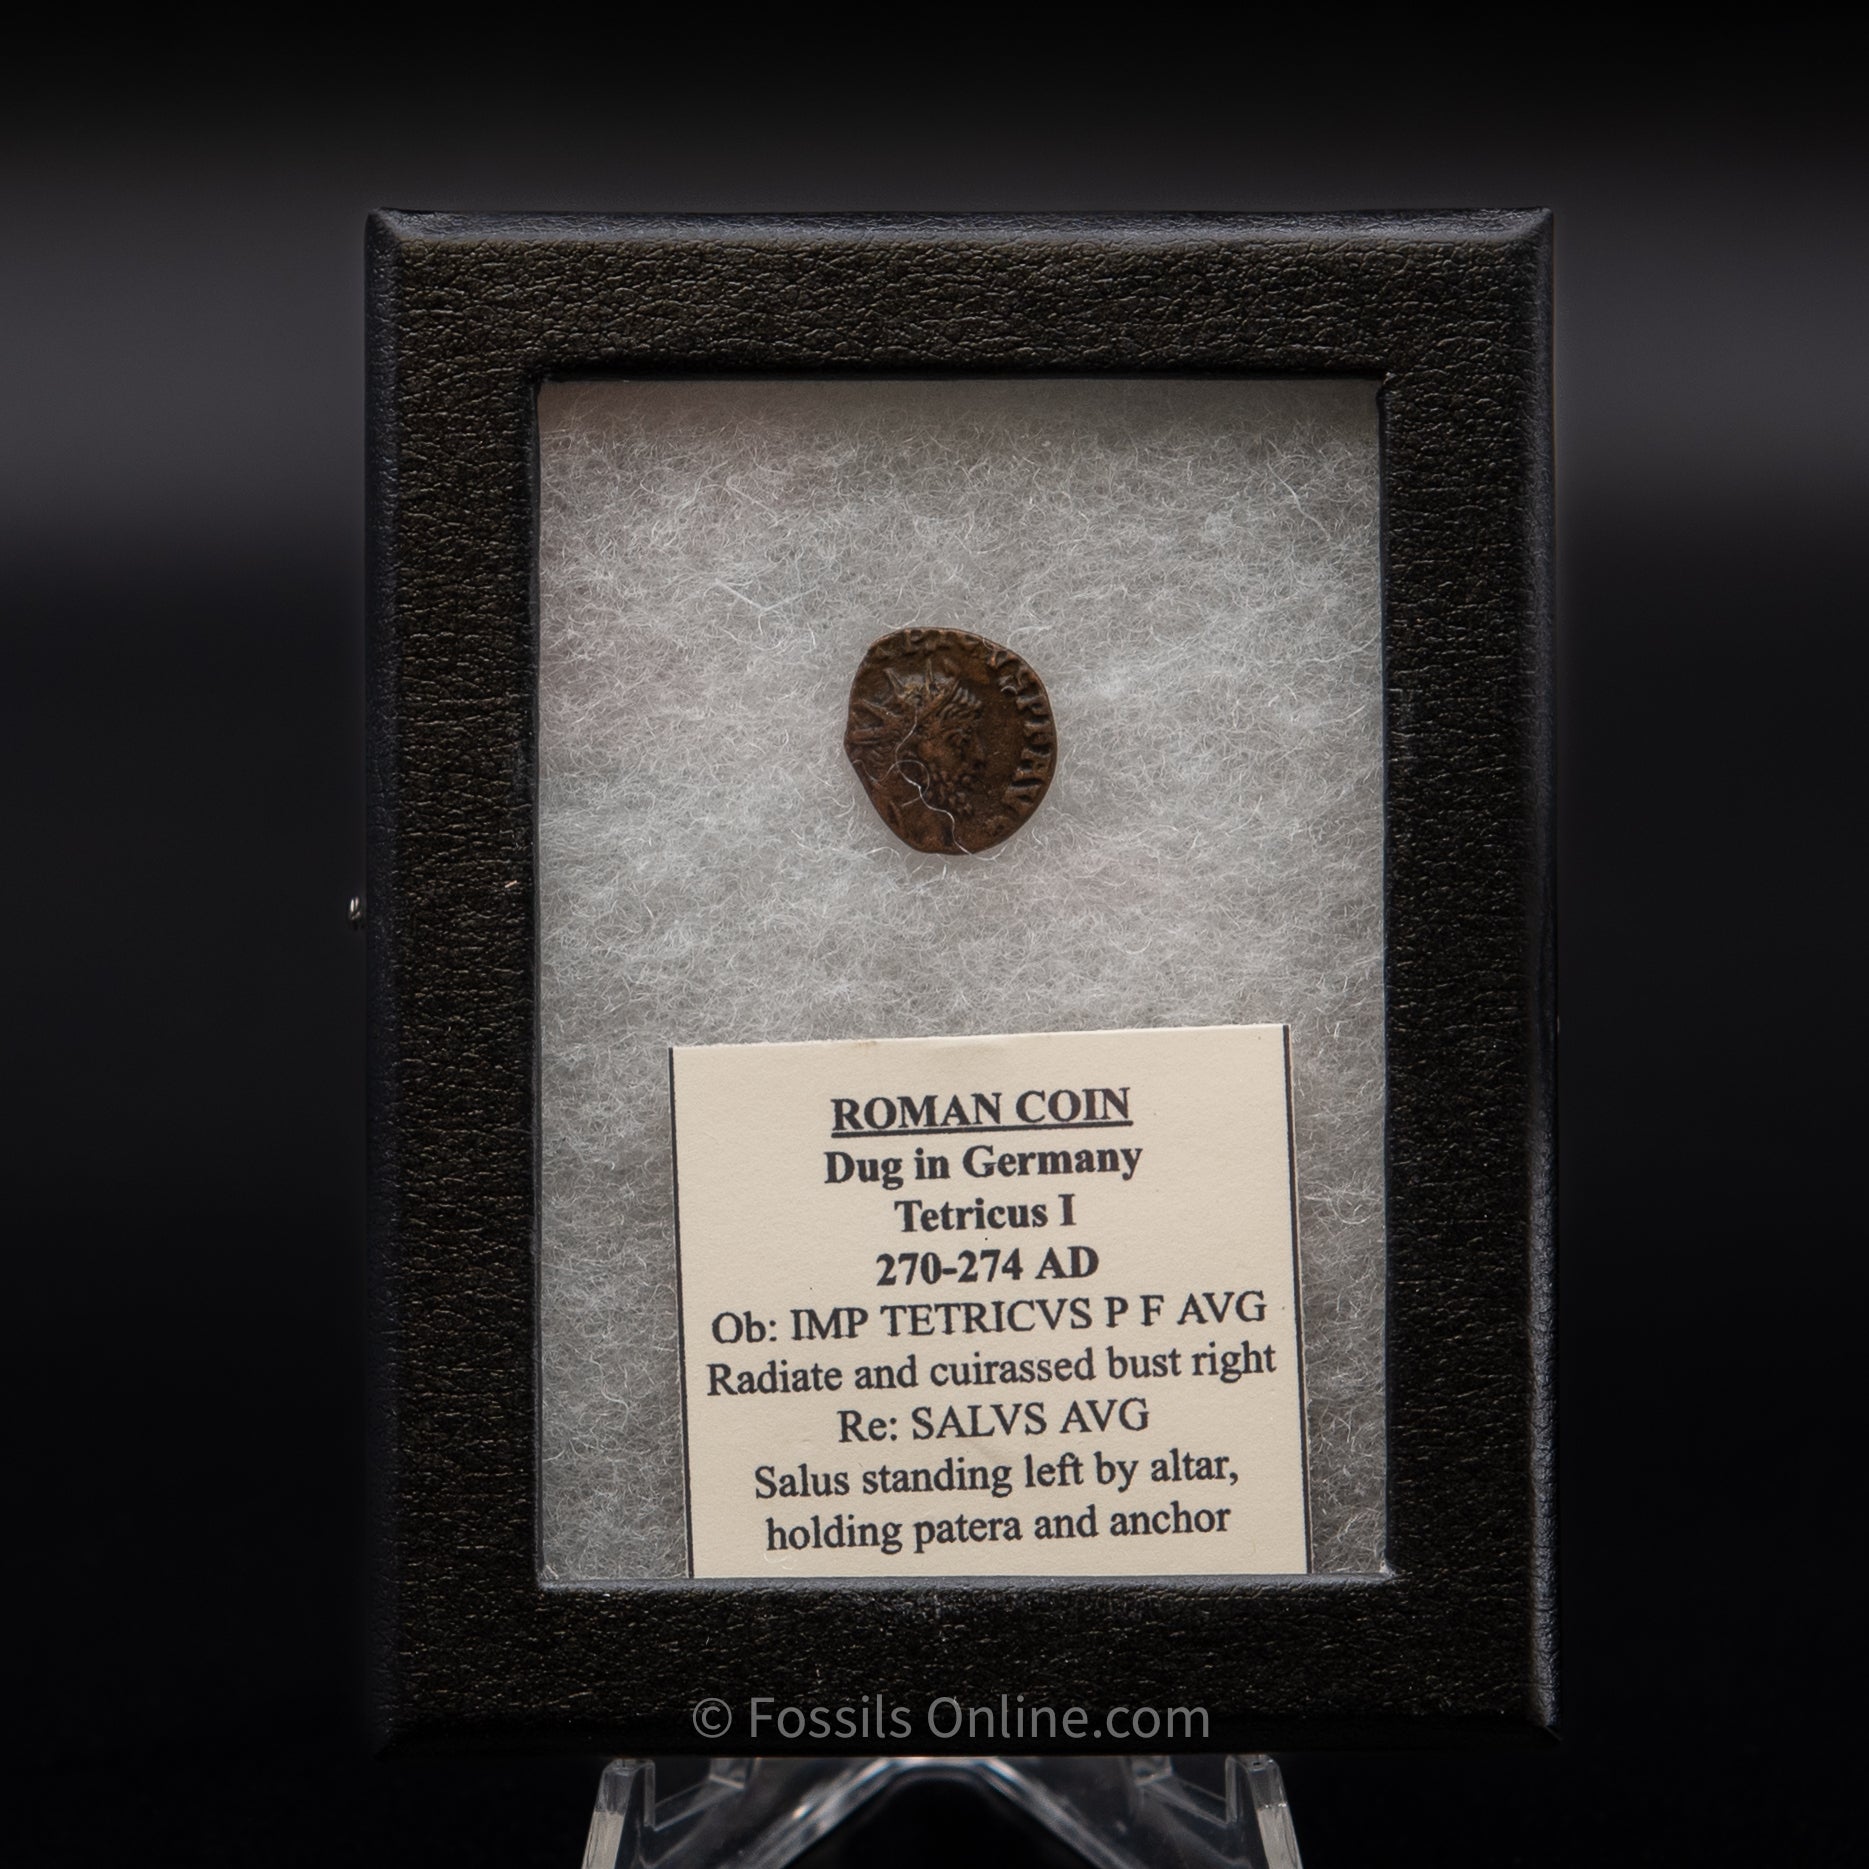 ROMAN COIN
Dug in Germany
Tetricus I
270-274 AD
Ob: IMP TETRICVS P F AVG
Radiate and cuirassed bust right
Re: SALVS AVG
Salus standing left by altar,
holding patera and anchor
© Fossils Online.com